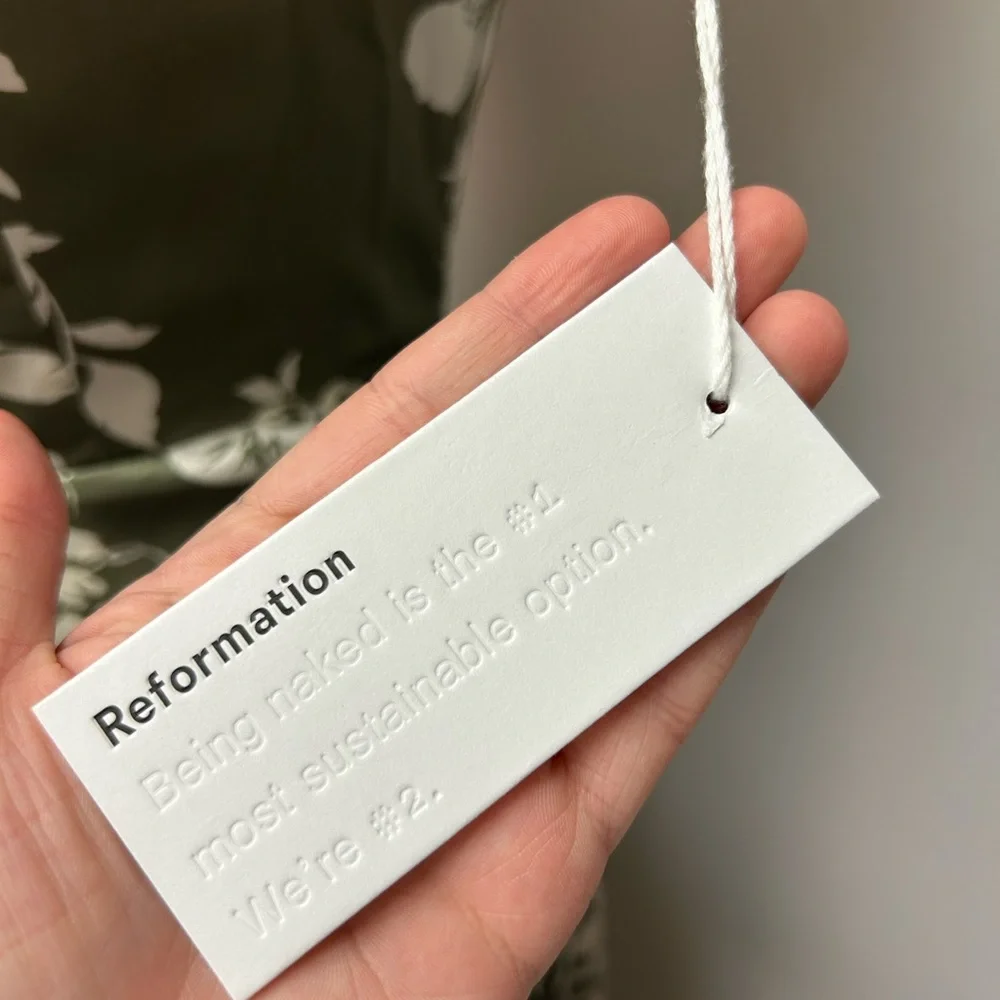 Reformation
Being naked is the #1
most sustainable option.
We're #2.